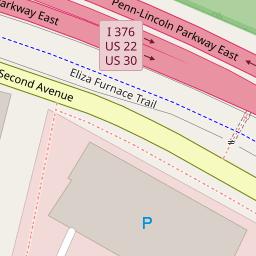 Parkway East
Penn-Lincoln Parkway East
I 376
US 22
US 30
Eliza Furnace Trail
Second Avenue
P